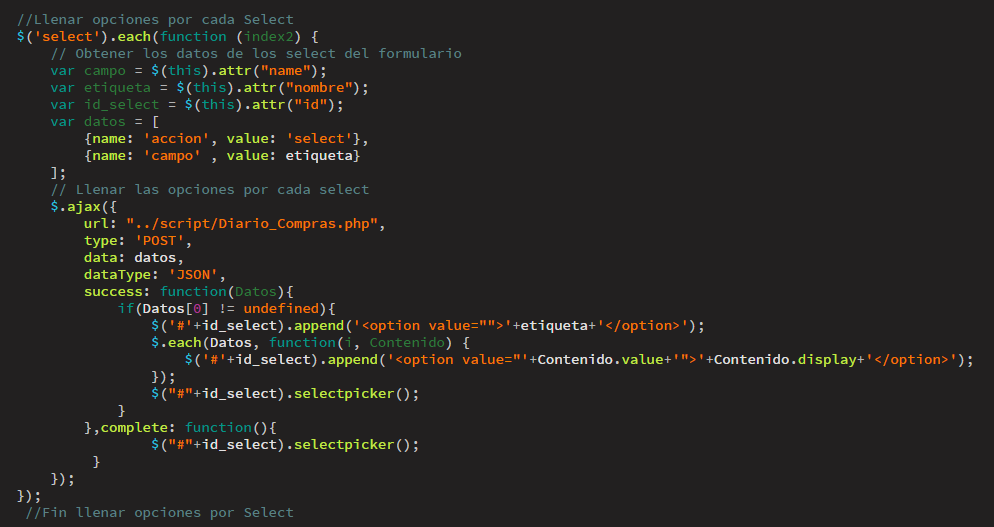 //Llenar opciones por cada Select
$('select').each(function (index2) {
    // Obtener los datos de los select del formulario
    var campo = $(this).attr("name");
    var etiqueta = $(this).attr("nombre");
    var id_select = $(this).attr("id");
    var datos = [
        {name: 'accion', value: 'select'},
        {name: 'campo' , value: etiqueta}
    ];
    // Llenar las opciones por cada select
    $.ajax({
        url: "../script/Diario_Compras.php",
        type: 'POST',
        data: datos,
        dataType: 'JSON',
        success: function(Datos){
            if(Datos[0] != undefined){
                $('#'+id_select).append('<option value="">'+etiqueta+'</option>');
                $.each(Datos, function(i, Contenido) {
                    $('#'+id_select).append('<option value="'+Contenido.value+'">'+Contenido.display+'</option>');
                });
                $("#"+id_select).selectpicker();
            }
        },complete: function(){
                $("#"+id_select).selectpicker();
         }
    });
});
 //Fin llenar opciones por Select